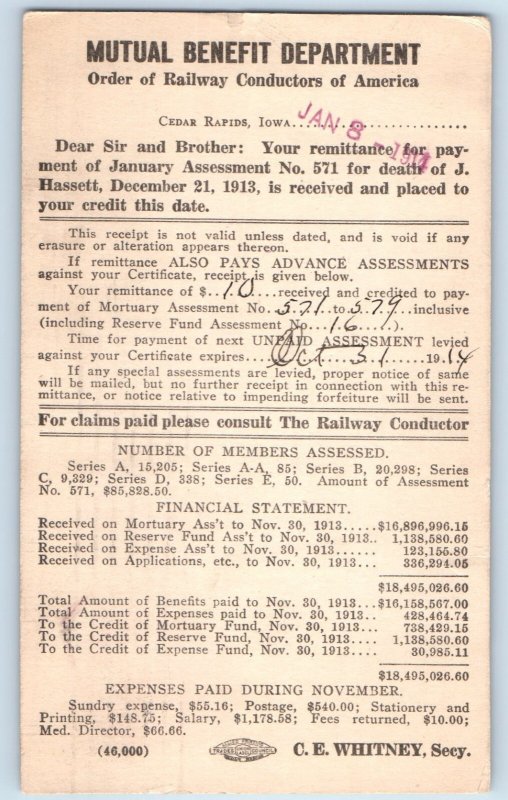 MUTUAL BENEFIT DEPARTMENT
Order of Railway Conductors of America
CEDAR RAPIDS, IOWA JAN 8 - 1914
Dear Sir and Brother: Your remittance for pay-
ment of January Assessment No. 571 for death of J.
Hassett, December 21, 1913, is received and placed to
your credit this date.
This receipt is not valid unless dated, and is void if any
erasure or alteration appears thereon.
If remittance ALSO PAYS ADVANCE ASSESSMENTS
against your Certificate, receipt is given below.
Your remittance of $..10....received and credited to pay-
ment of Mortuary Assessment No. 571 to 579 inclusive
(including Reserve Fund Assessment No...16....).
Time for payment of next UNPAID ASSESSMENT levied
against your Certificate expires....Oct 31....1914
If any special assessments are levied, proper notice of same
will be mailed, but no further receipt in connection with this re-
mittance, or notice relative to impending forfeiture will be sent.
For claims paid please consult The Railway Conductor
NUMBER OF MEMBERS ASSESSED.
Series A, 15,205; Series A-A, 85; Series B, 20,298; Series
C, 9,329; Series D, 338; Series E, 50. Amount of Assessment
No. 571, $85,828.50.
FINANCIAL STATEMENT.
Received on Mortuary Ass't to Nov. 30, 1913.....$16,896,996.15
Received on Reserve Fund Ass't to Nov. 30, 1913.. 1,138,580.60
Received on Expense Ass't to Nov. 30, 1913...... 123,155.80
Received on Applications, etc., to Nov. 30, 1913... 336,294.05
$18,495,026.60
Total Amount of Benefits paid to Nov. 30, 1913...$16,158,567.00
Total Amount of Expenses paid to Nov. 30, 1913.. 428,464.74
To the Credit of Mortuary Fund, Nov. 30, 1913... 738,429.15
To the Credit of Reserve Fund, Nov. 30, 1913.... 1,138,580.60
To the Credit of Expense Fund, Nov. 30, 1913.... 30,985.11
$18,495,026.60
EXPENSES PAID DURING NOVEMBER.
Sundry expense, $55.16; Postage, $540.00; Stationery and
Printing, $148.75; Salary, $1,178.58; Fees returned, $10.00;
Med. Director, $66.66.
(46,000) C. E. WHITNEY, Secy.